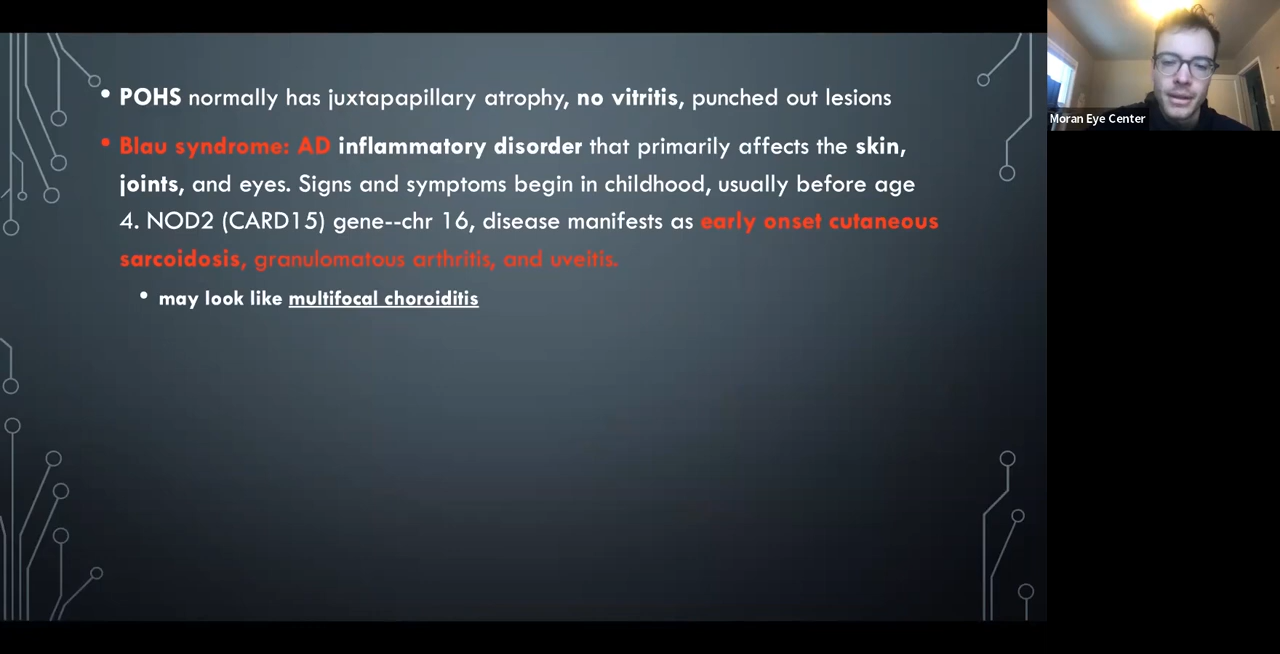 • POHS normally has juxtapapillary atrophy, no vitritis, punched out lesions
• Blau syndrome: AD inflammatory disorder that primarily affects the skin,
joints, and eyes. Signs and symptoms begin in childhood, usually before age
4. NOD2 (CARD15) gene--chr 16, disease manifests as early onset cutaneous
sarcoidosis, granulomatous arthritis, and uveitis.
• may look like multifocal choroiditis
Moran Eye Center